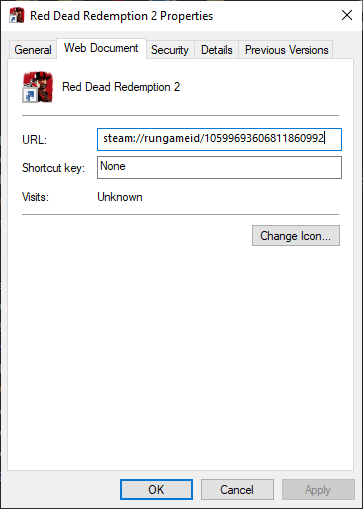 Red Dead Redemption 2 Properties
General Web Document Security Details Previous Versions
Red Dead Redemption 2
URL: steam://rungameid/10599693606811860992
Shortcut key: None
Visits: Unknown
Change Icon...
OK Cancel Apply